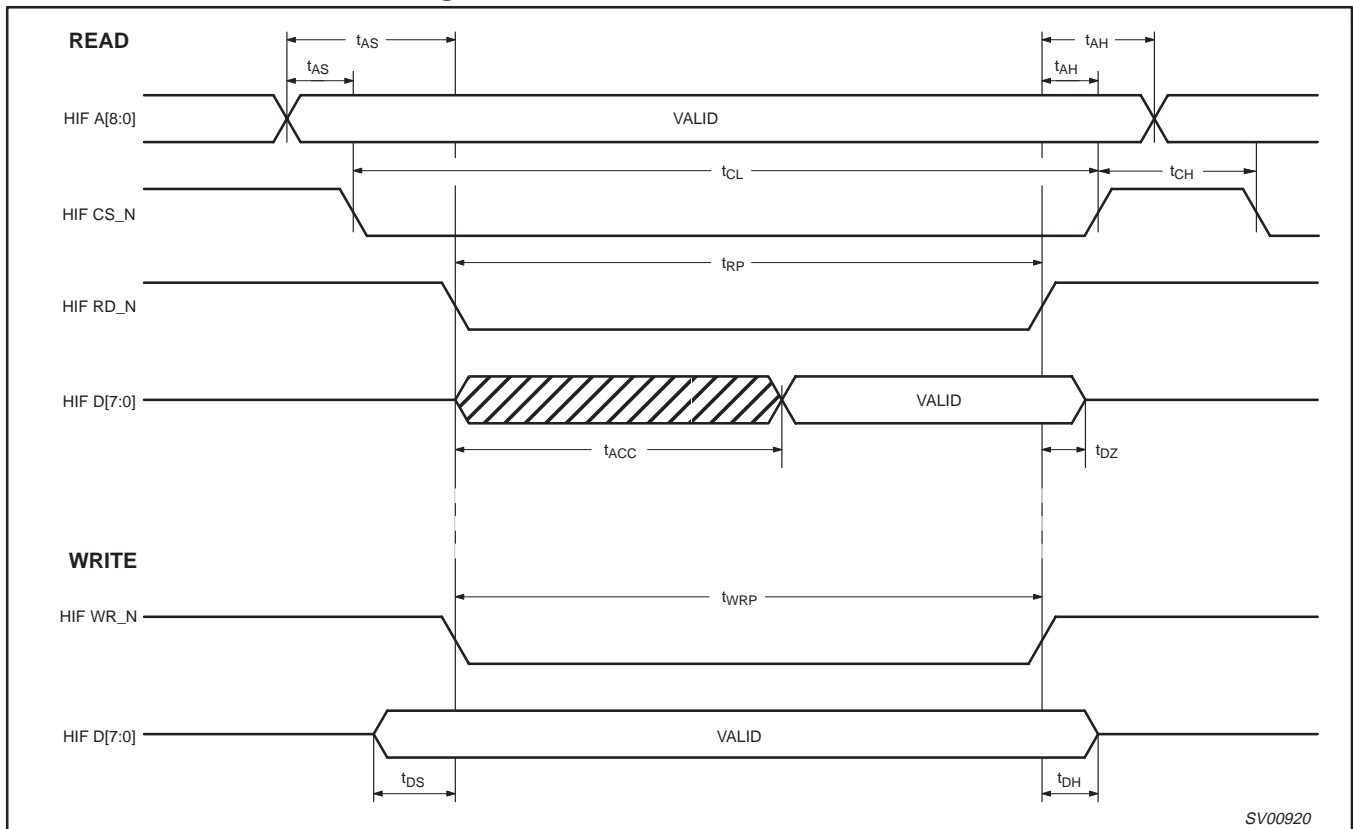 READ
tAS
tAH
tAS
tAH
HIF A[8:0]
VALID
tCL
tCH
HIF CS_N
tRP
HIF RD_N
HIF D[7:0]
VALID
tACC
tDZ
WRITE
tWRP
HIF WR_N
HIF D[7:0]
VALID
tDS
tDH
SV00920